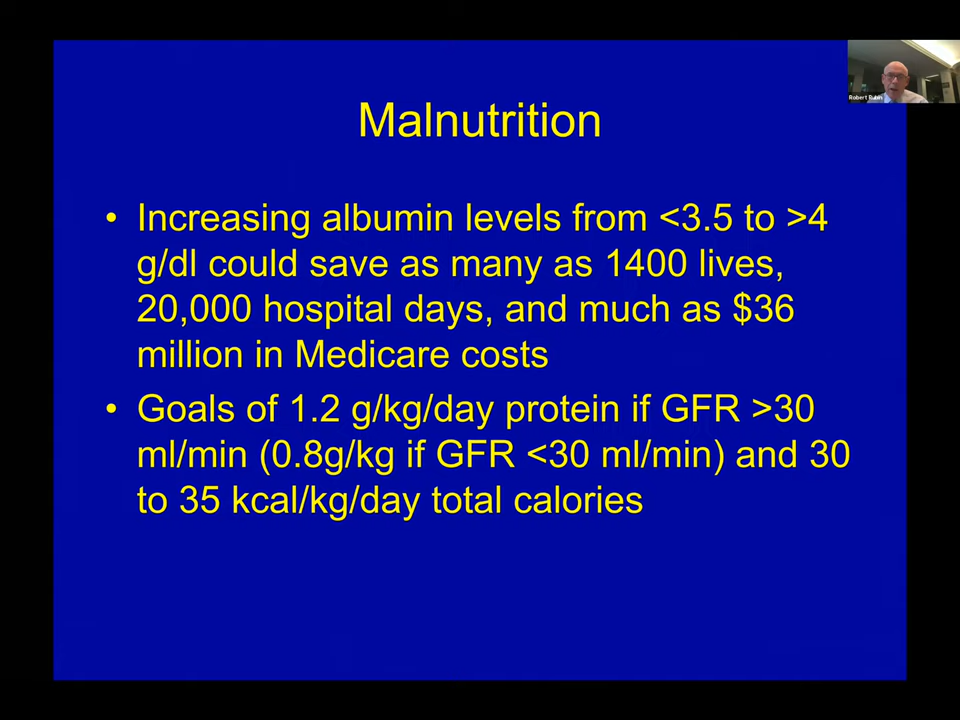 Robert Rubin
Malnutrition
• Increasing albumin levels from <3.5 to >4
g/dl could save as many as 1400 lives,
20,000 hospital days, and much as $36
million in Medicare costs
• Goals of 1.2 g/kg/day protein if GFR >30
ml/min (0.8g/kg if GFR <30 ml/min) and 30
to 35 kcal/kg/day total calories